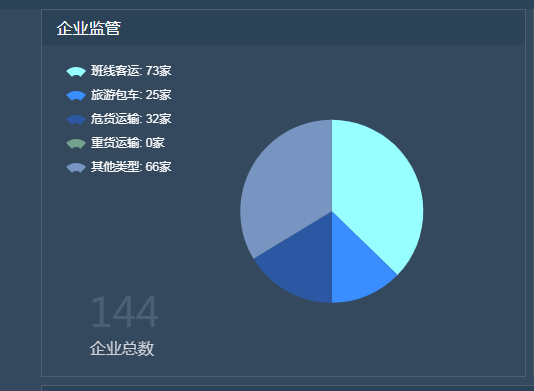 企业监管
班线客运: 73家
旅游包车: 25家
危货运输: 32家
重货运输: 0家
其他类型: 66家
144
企业总数